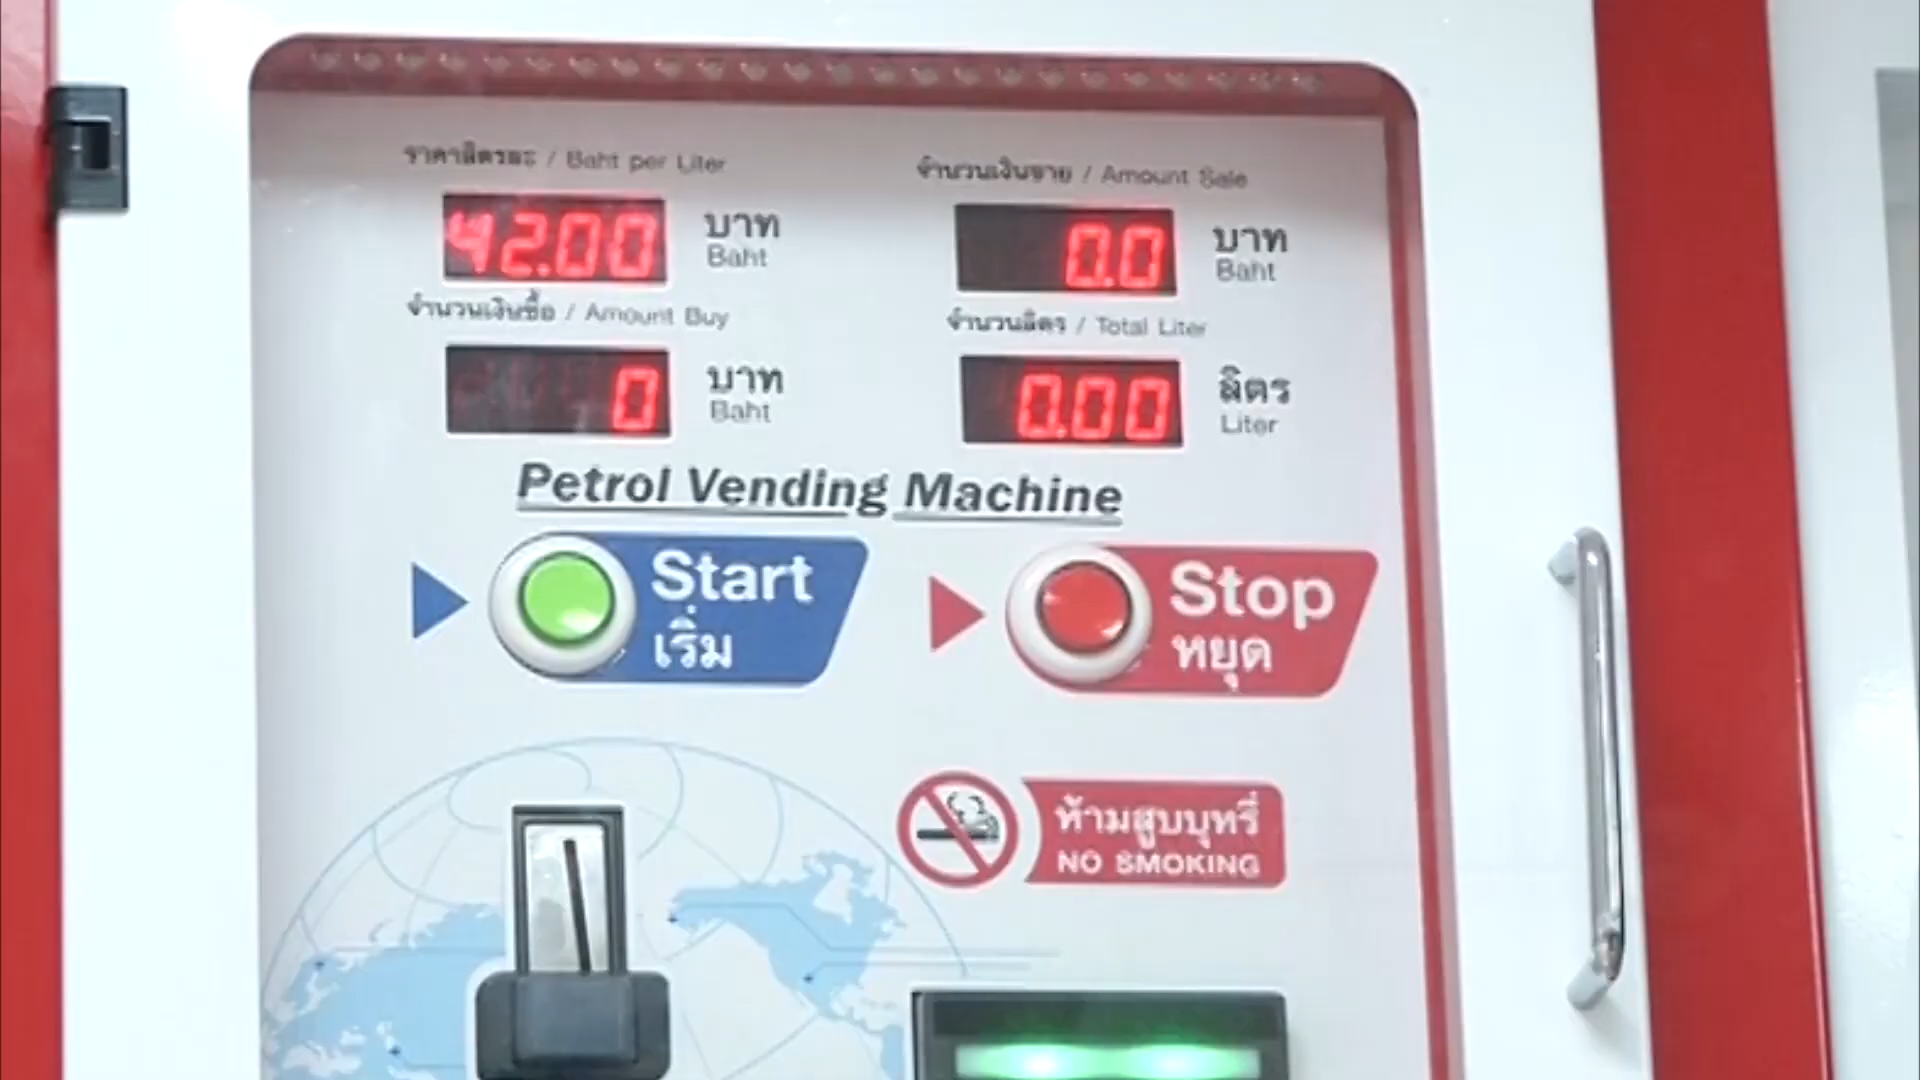 ราคาลิตรละ / Baht per Liter
42.00 บาท
Baht
จำนวนเงินขาย / Amount Sale
0.0 บาท
Baht
จำนวนเงินซื้อ / Amount Buy
0 บาท
Baht
จำนวนลิตร / Total Liter
0.00 ลิตร
Liter
Petrol Vending Machine
Start
เริ่ม
Stop
หยุด
ห้ามสูบบุหรี่
NO SMOKING